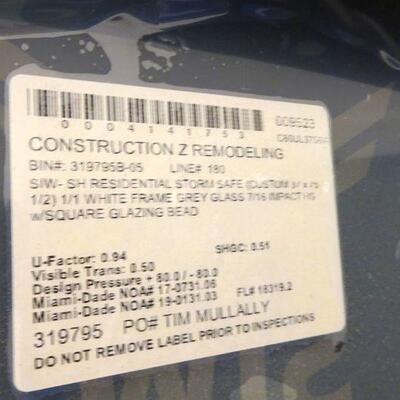 0004141753
009523
CONSTRUCTION Z REMODELING
BIN#: 319795B-05 LINE# 180
SIW- SH RESIDENTIAL STORM SAFE (CUSTOM 37 x 75
1/2) 1/1 WHITE FRAME GREY GLASS 7/16 IMPACT HS
w/SQUARE GLAZING BEAD
U-Factor: 0.94 SHGC: 0.51
Visible Trans: 0.50
Design Pressure + 80.0 / - 80.0
Miami-Dade NOA# 17-0731.06
Miami-Dade NOA# 19-0131.03 FL# 18319.2
319795 PO# TIM MULLALLY
DO NOT REMOVE LABEL PRIOR TO INSPECTIONS